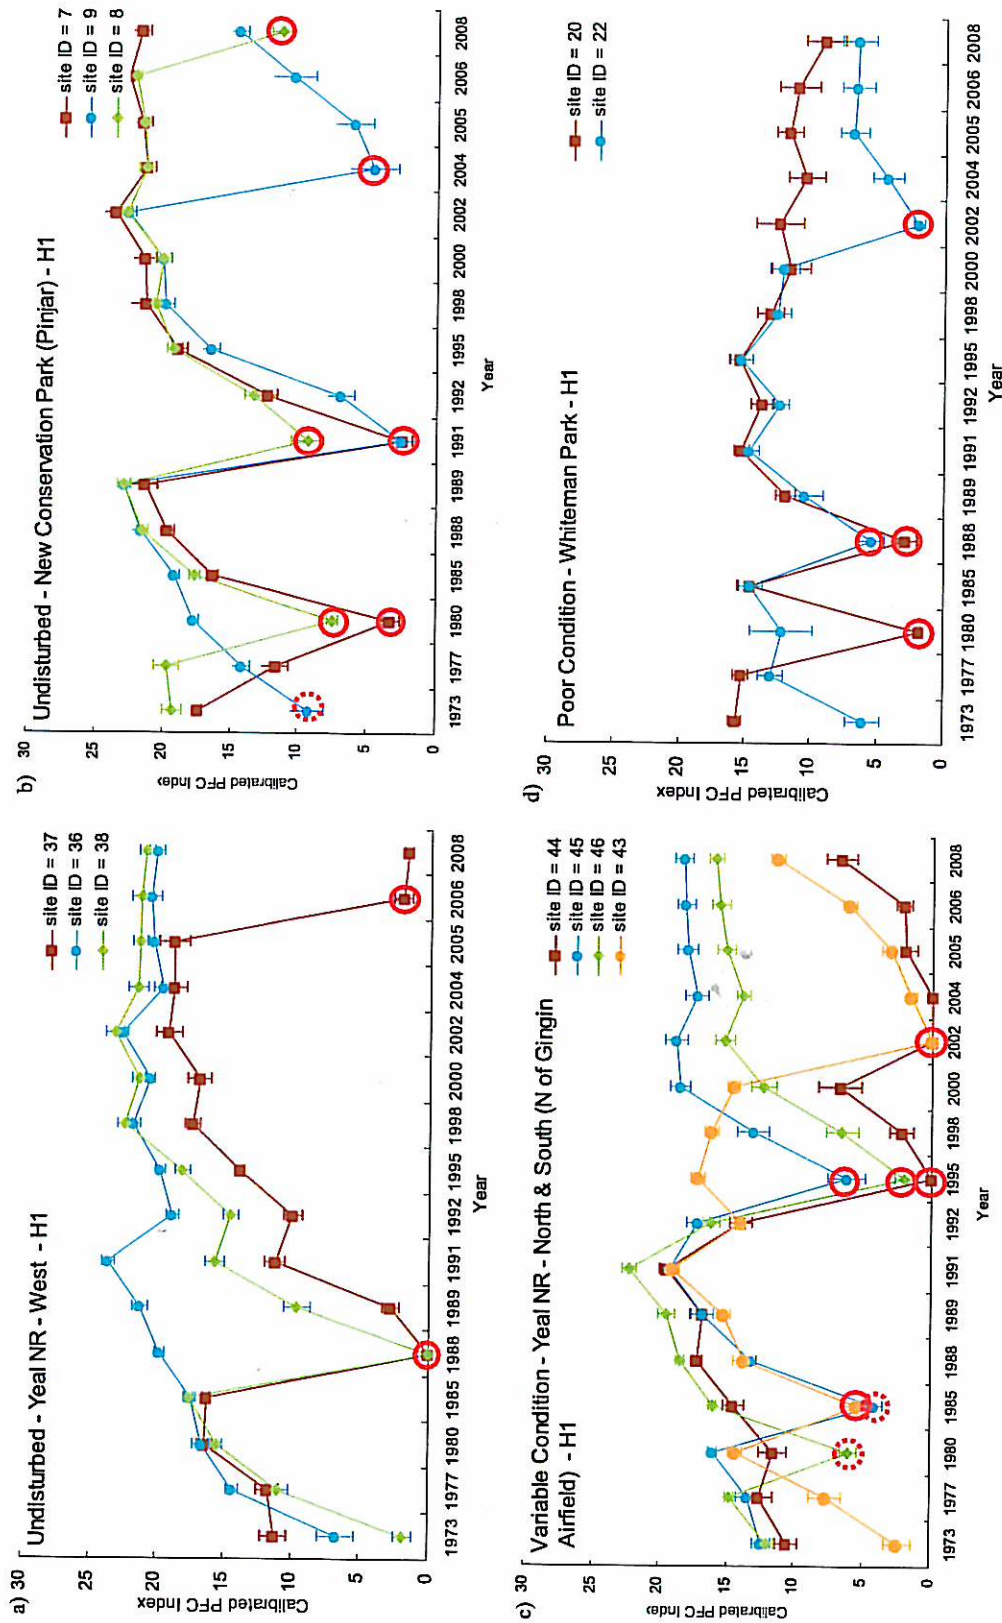 a) Undisturbed - Yeal NR - West - H1
site ID = 37
site ID = 36
site ID = 38
Calibrated PFC Index
30
25
20
15
10
5
0
1973 1977 1980 1985 1988 1989 1991 1992 1995 1998 2000 2002 2004 2005 2006 2008
Year
b) Undisturbed - New Conservation Park (Pinjar) - H1
site ID = 7
site ID = 9
site ID = 8
Calibrated PFC Index
30
25
20
15
10
5
0
1973 1977 1980 1985 1988 1989 1991 1992 1995 1998 2000 2002 2004 2005 2006 2008
Year
c) Variable Condition - Yeal NR - North & South (N of Gingin
Airfield) - H1
site ID = 44
site ID = 45
site ID = 46
site ID = 43
Calibrated PFC Index
30
25
20
15
10
5
0
1973 1977 1980 1985 1988 1989 1991 1992 1995 1998 2000 2002 2004 2005 2006 2008
Year
d) Poor Condition - Whiteman Park - H1
site ID = 20
site ID = 22
Calibrated PFC Index
30
25
20
15
10
5
0
1973 1977 1980 1985 1988 1989 1991 1992 1995 1998 2000 2002 2004 2005 2006 2008
Year